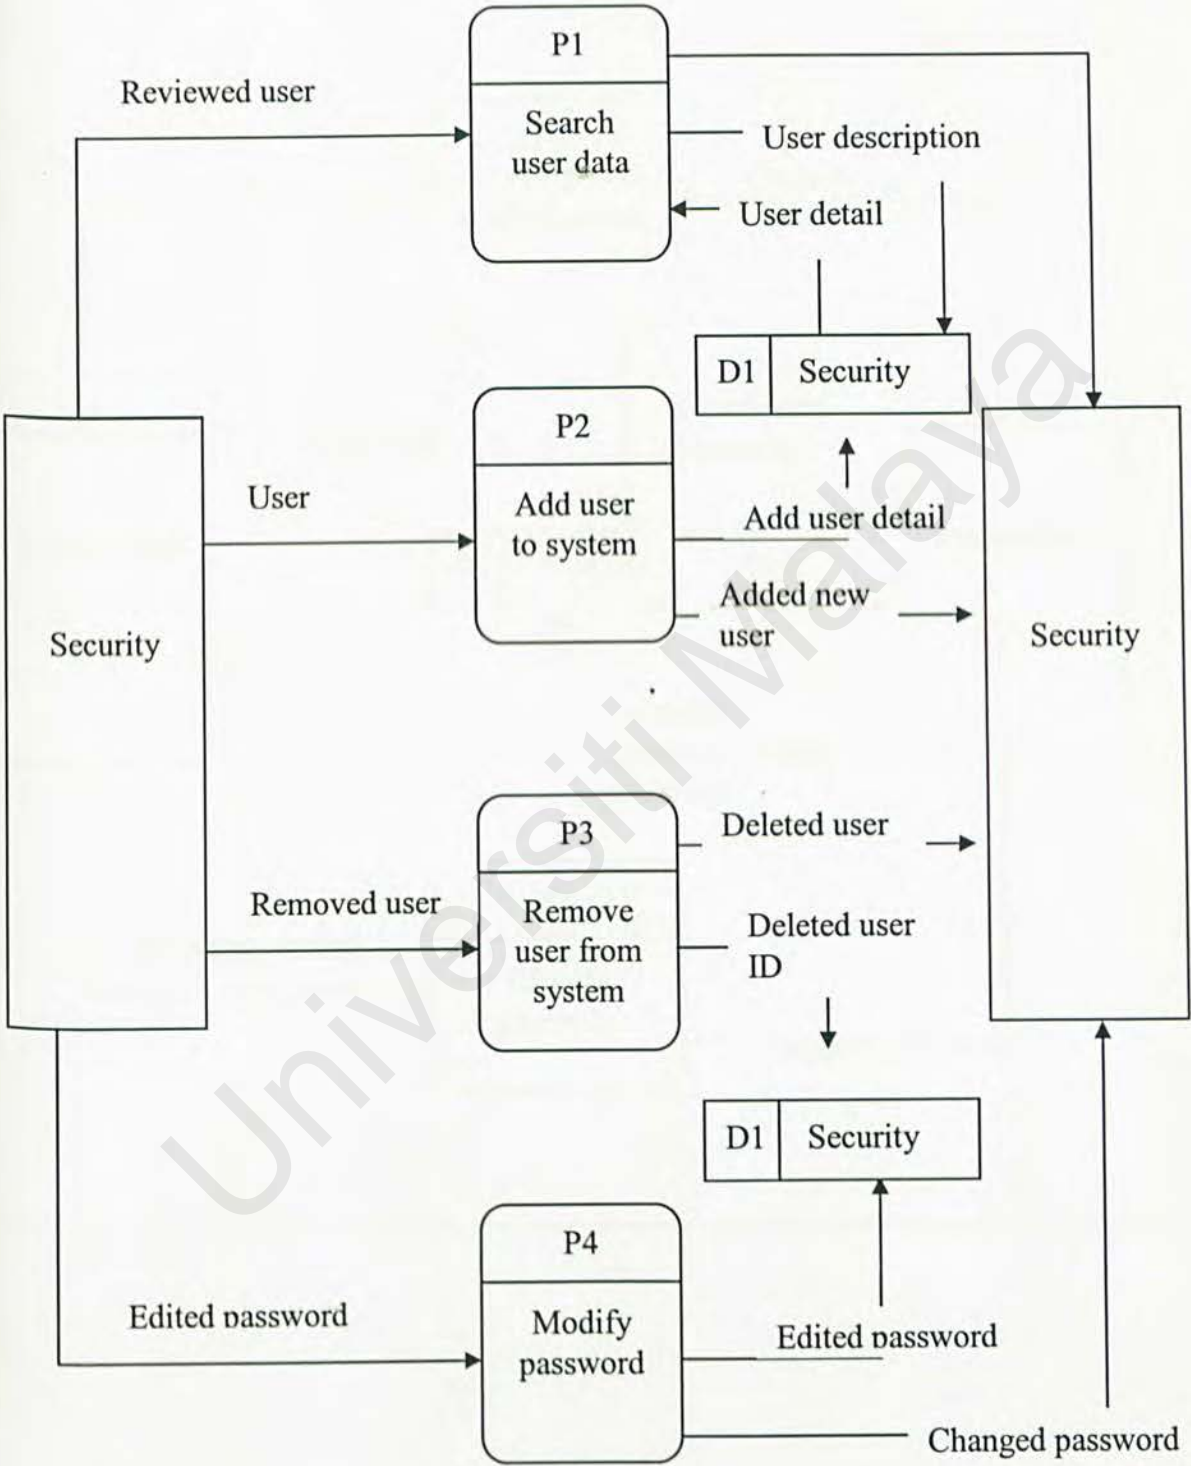 P1
Reviewed user
Search
user data
User description
User detail
D1 Security
P2
User
Add user
to system
Add user detail
Added new
user
Security
Security
P3
Deleted user
Removed user
Remove
user from
system
Deleted user
ID
D1 Security
P4
Edited password
Modify
password
Edited password
Changed password
Universiti Malaya